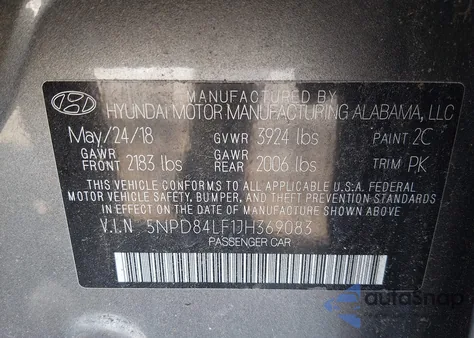 MANUFACTURED BY
HYUNDAI MOTOR MANUFACTURING ALABAMA, LLC
May/24/18 GVWR 3924 lbs PAINT 2C
GAWR FRONT 2183 lbs GAWR REAR 2006 lbs TRIM PK
THIS VEHICLE CONFORMS TO ALL APPLICABLE U.S.A. FEDERAL
MOTOR VEHICLE SAFETY, BUMPER, AND THEFT PREVENTION STANDARDS
IN EFFECT ON THE DATE OF MANUFACTURE SHOWN ABOVE.
V.I.N 5NPD84LF1JH369083
PASSENGER CAR
autosnap